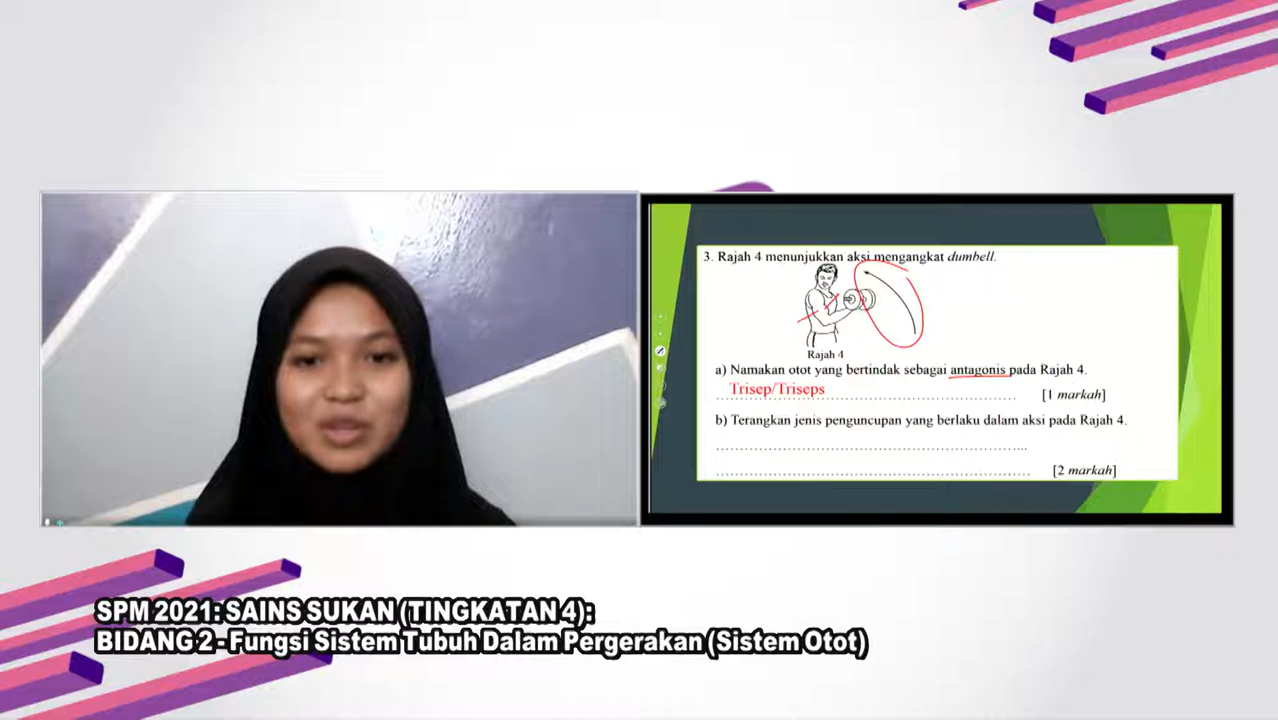 3. Rajah 4 menunjukkan aksi mengangkat dumbell.
Rajah 4
a) Namakan otot yang bertindak sebagai antagonis pada Rajah 4.
Trisep/Triseps
[1 markah]
b) Terangkan jenis penguncupan yang berlaku dalam aksi pada Rajah 4.
[2 markah]
SPM 2021: SAINS SUKAN (TINGKATAN 4):
BIDANG 2 - Fungsi Sistem Tubuh Dalam Pergerakan (Sistem Otot)